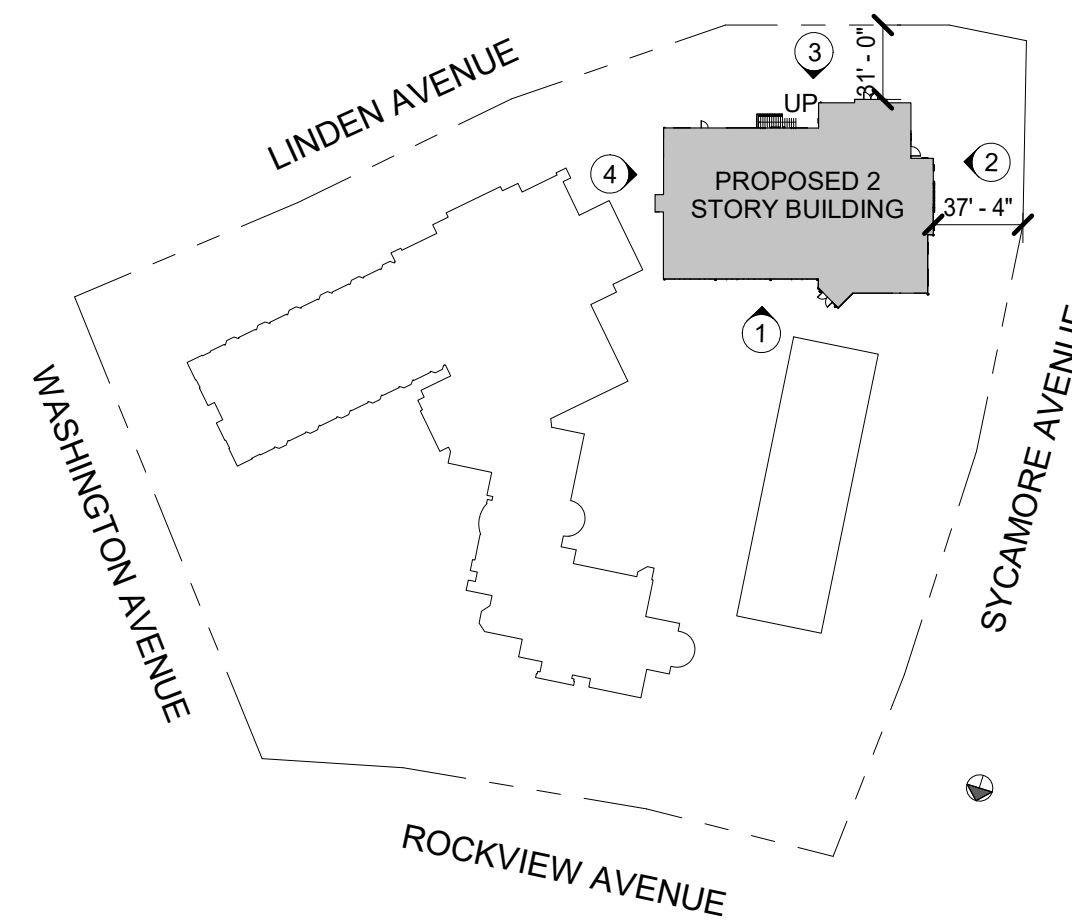 LINDEN AVENUE
3
31' - 0"
UP
4
PROPOSED 2
STORY BUILDING
2
37' - 4"
1
WASHINGTON AVENUE
SYCAMORE AVENUE
ROCKVIEW AVENUE